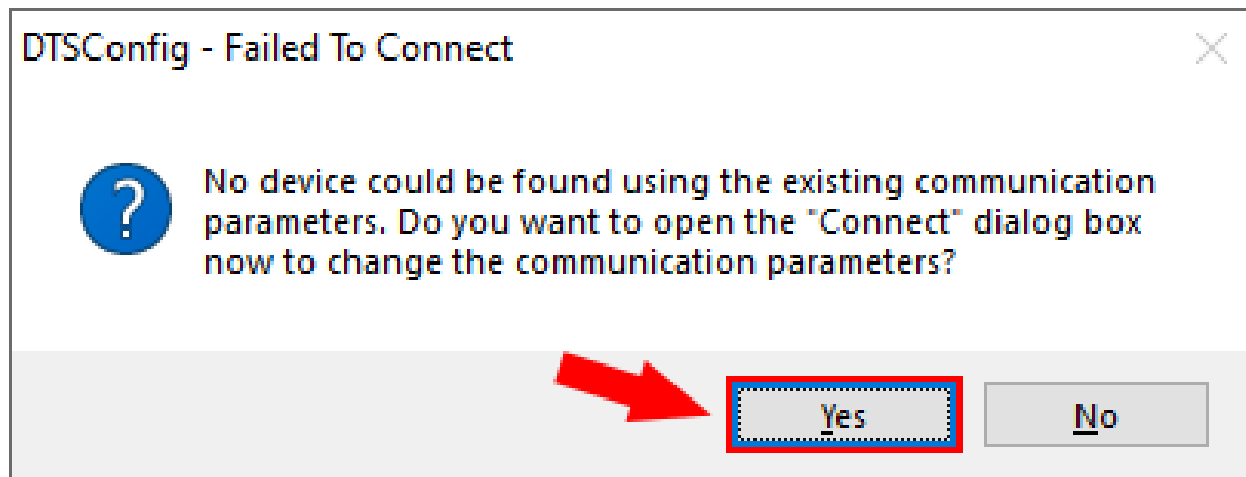 DTSConfig - Failed To Connect
No device could be found using the existing communication
parameters. Do you want to open the "Connect" dialog box
now to change the communication parameters?
Yes
No